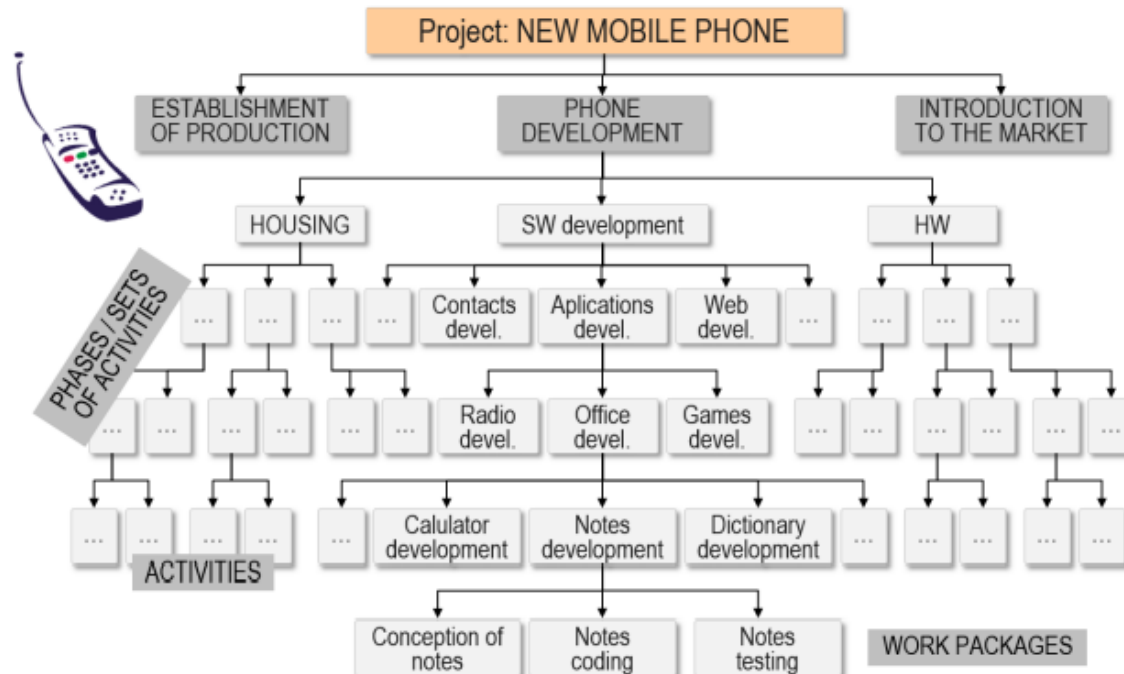 Project: NEW MOBILE PHONE
ESTABLISHMENT
OF PRODUCTION
PHONE
DEVELOPMENT
INTRODUCTION
TO THE MARKET
HOUSING
SW development
HW
PHASES / SETS
OF ACTIVITIES
...
...
...
...
Contacts
devel.
Aplications
devel.
Web
devel.
...
...
...
...
...
...
...
...
...
...
Radio
devel.
Office
devel.
Games
devel.
...
...
...
...
...
...
...
...
...
...
...
Calulator
development
Notes
development
Dictionary
development
...
...
...
...
...
ACTIVITIES
Conception of
notes
Notes
coding
Notes
testing
WORK PACKAGES